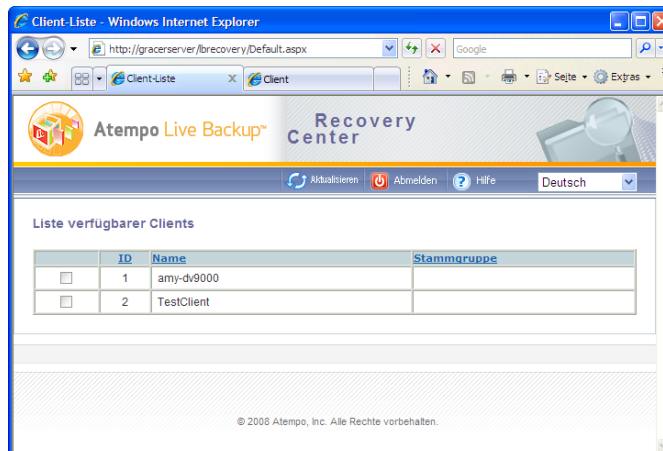 Client-Liste - Windows Internet Explorer
http://gracerserver/lbrecovery/Default.aspx
Google
Client-Liste
Client
Seite
Extras
Atempo Live Backup™
Recovery
Center
Aktualisieren
Abmelden
Hilfe
Deutsch
Liste verfügbarer Clients
ID Name Stammgruppe
1 amy-dv9000
2 TestClient
© 2008 Atempo, Inc. Alle Rechte vorbehalten.